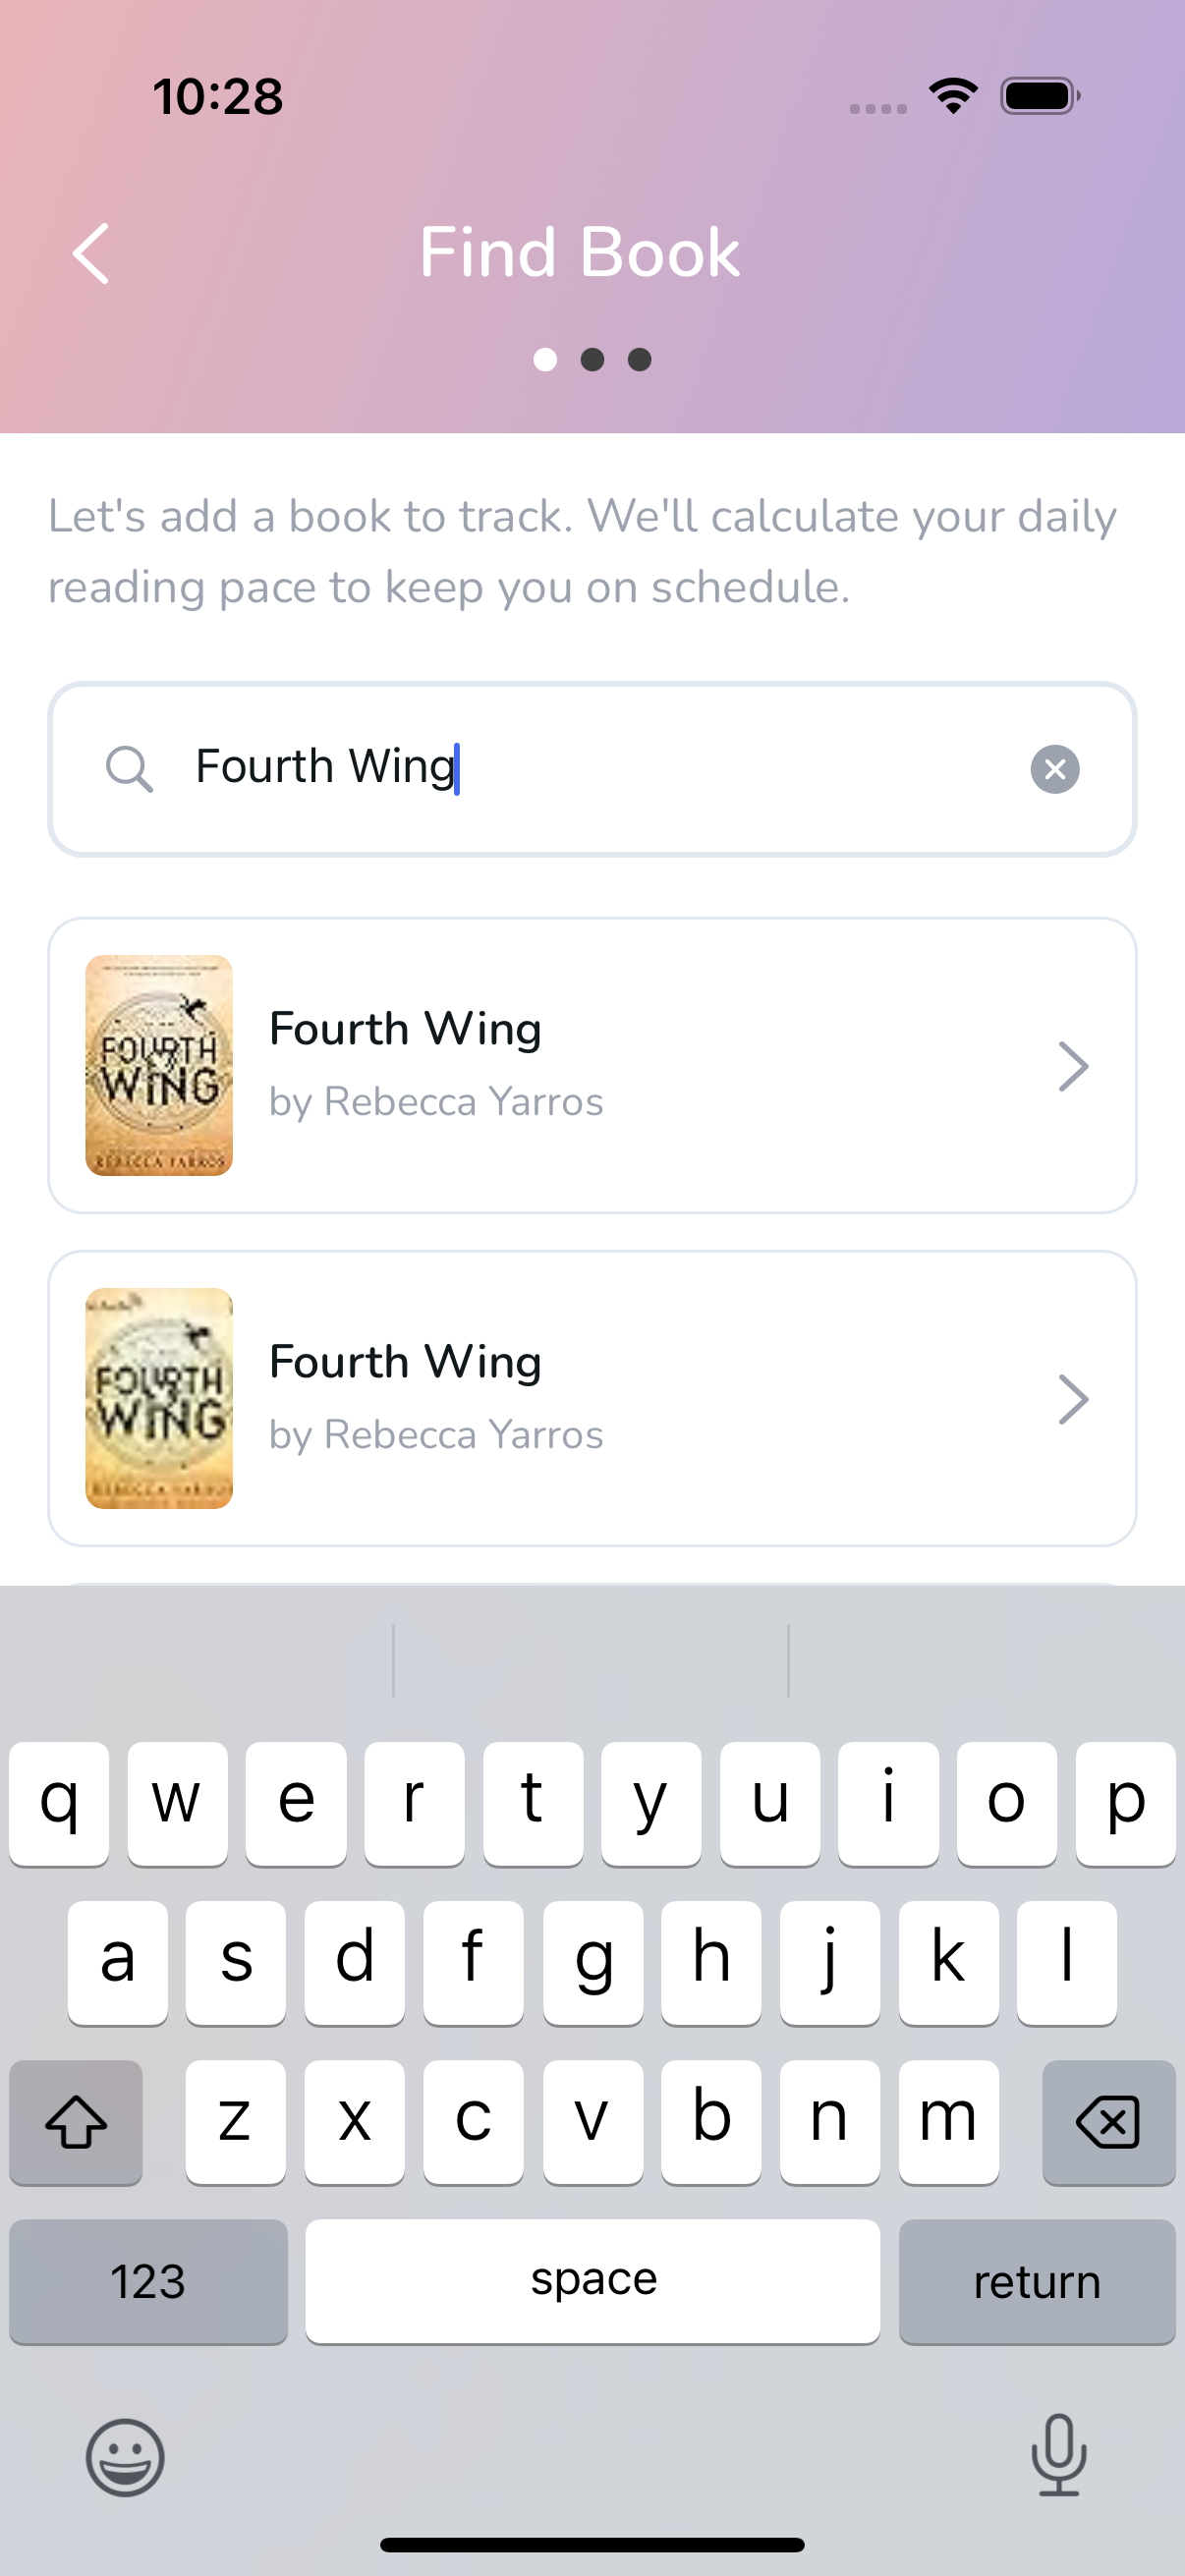 10:28
Find Book
Let's add a book to track. We'll calculate your daily
reading pace to keep you on schedule.
Fourth Wing
FOURTH
WING
REBECCA YARROS
Fourth Wing
by Rebecca Yarros
FOURTH
WING
REBECCA YARROS
Fourth Wing
by Rebecca Yarros
q w e r t y u i o p
a s d f g h j k l
z x c v b n m
123 space return